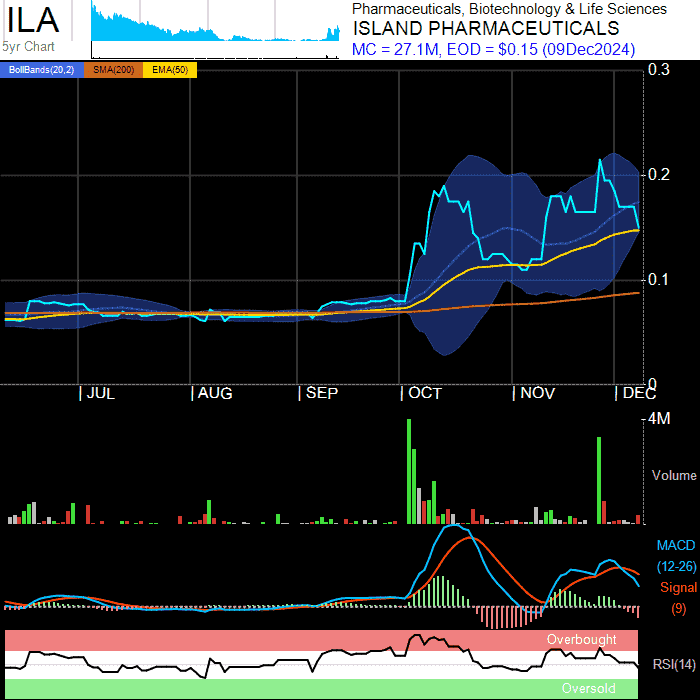 ILA
5yr Chart
Pharmaceuticals, Biotechnology & Life Sciences
ISLAND PHARMACEUTICALS
MC = 27.1M, EOD = $0.15 (09Dec2024)
BollBands(20,2) SMA(200) EMA(50)
0.3
0.2
0.1
0
| JUL | AUG | SEP | OCT | NOV | DEC
4M
Volume
MACD
(12-26)
Signal
(9)
Overbought
RSI(14)
Oversold